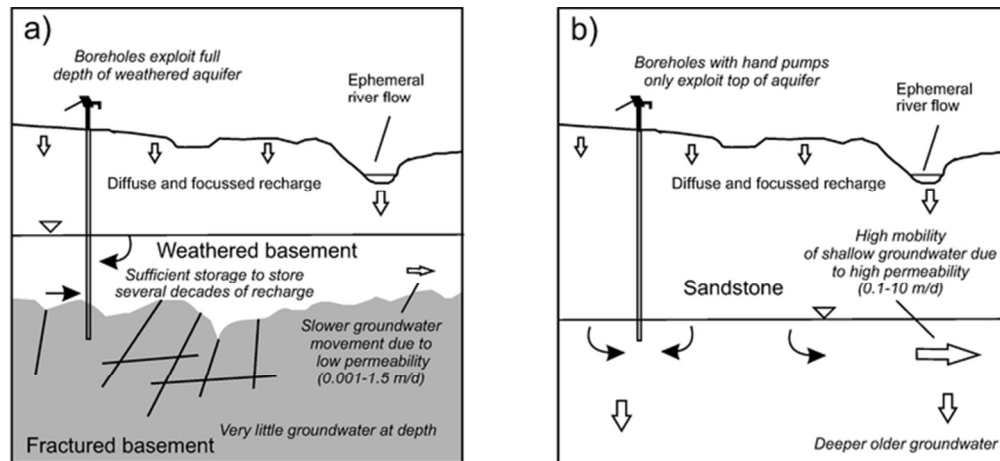 a)
Boreholes exploit full
depth of weathered aquifer
Ephemeral
river flow
Diffuse and focussed recharge
Weathered basement
Sufficient storage to store
several decades of recharge
Slower groundwater
movement due to
low permeability
(0.001-1.5 m/d)
Very little groundwater at depth
Fractured basement
b)
Boreholes with hand pumps
only exploit top of aquifer
Ephemeral
river flow
Diffuse and focussed recharge
High mobility
of shallow groundwater due
to high permeability
(0.1-10 m/d)
Sandstone
Deeper older groundwater